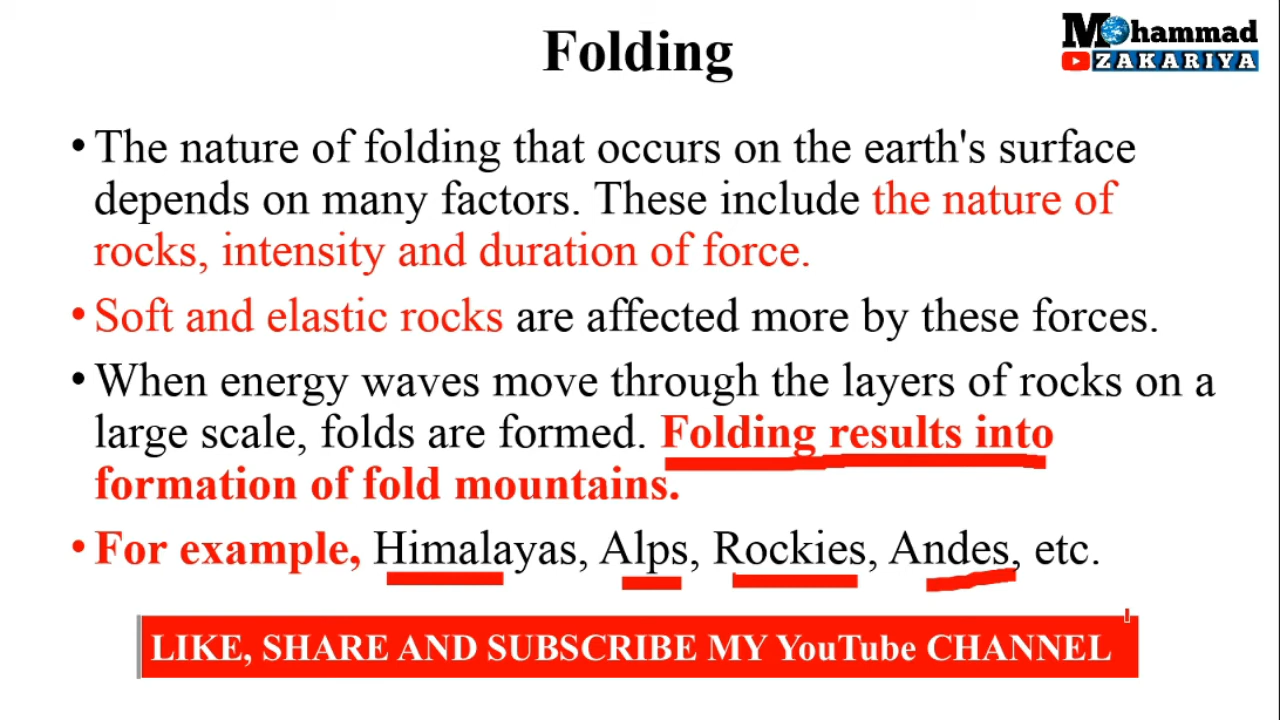 Folding
Mohammad
ZAKARIYA
•The nature of folding that occurs on the earth's surface
depends on many factors. These include the nature of
rocks, intensity and duration of force.
•Soft and elastic rocks are affected more by these forces.
•When energy waves move through the layers of rocks on a
large scale, folds are formed. Folding results into
formation of fold mountains.
•For example, Himalayas, Alps, Rockies, Andes, etc.
LIKE, SHARE AND SUBSCRIBE MY YouTube CHANNEL